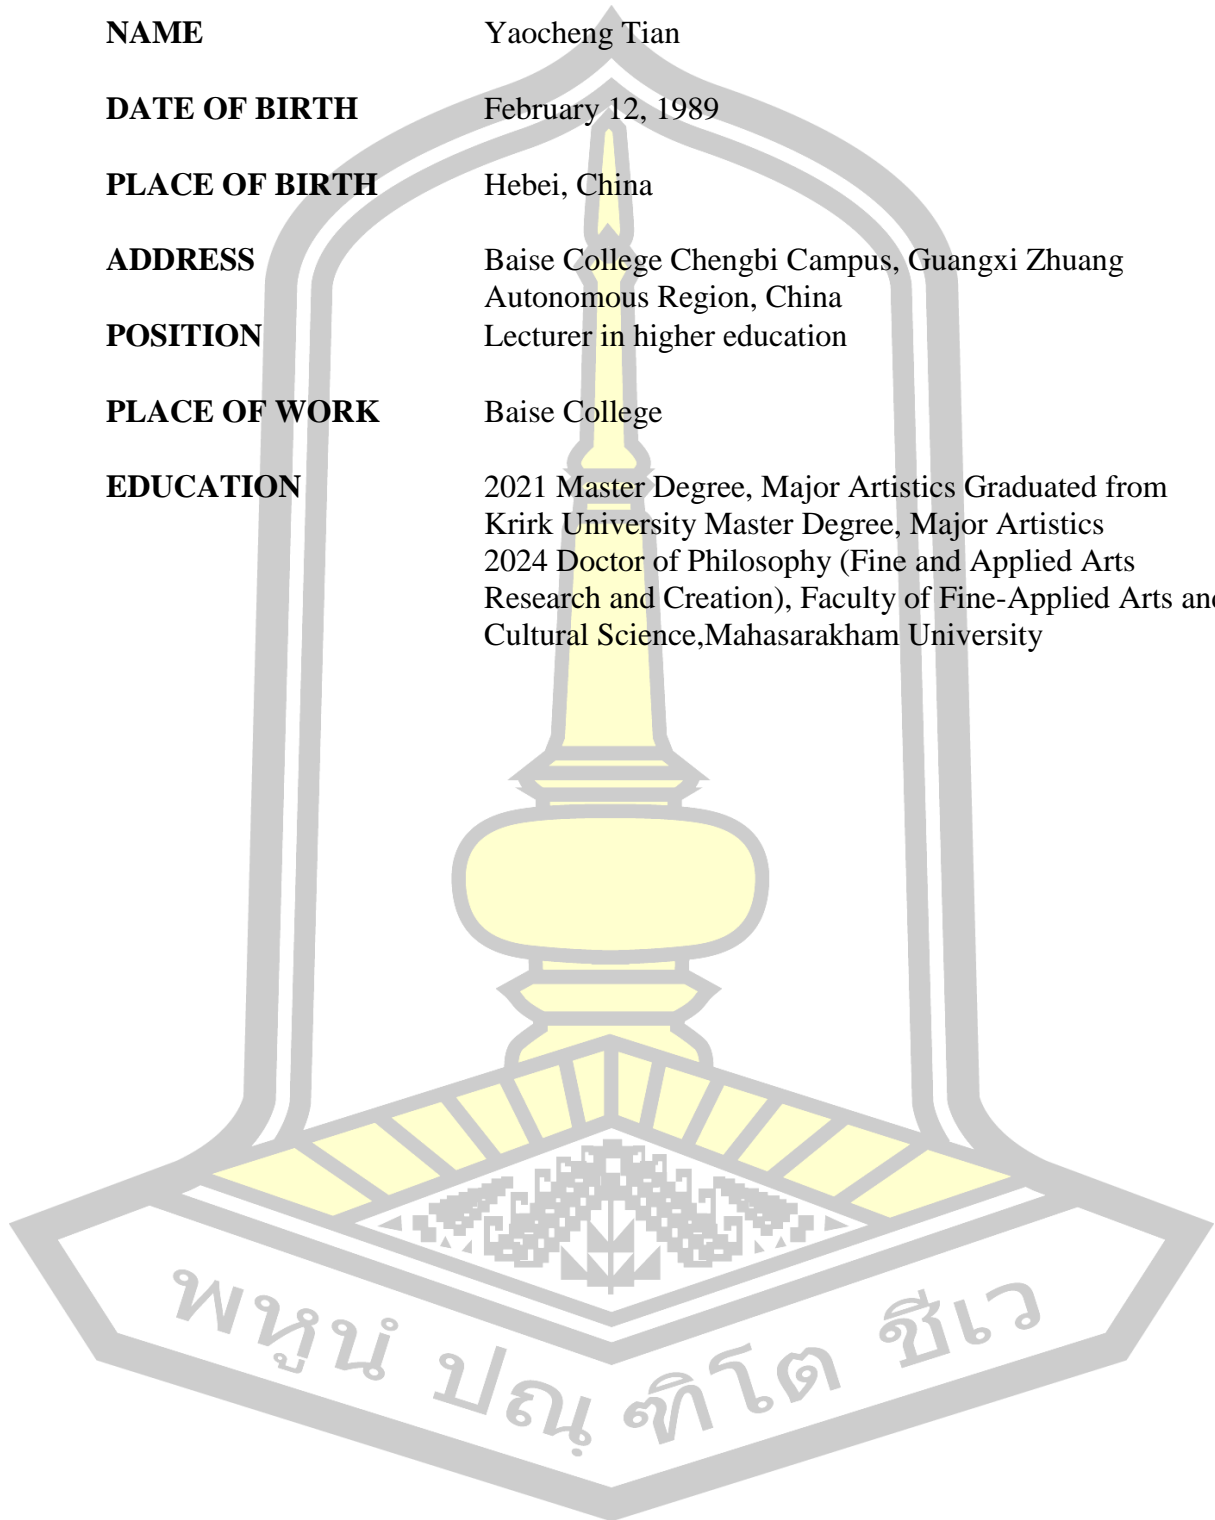 NAME Yaocheng Tian
DATE OF BIRTH February 12, 1989
PLACE OF BIRTH Hebei, China
ADDRESS Baise College Chengbi Campus, Guangxi Zhuang
Autonomous Region, China
POSITION Lecturer in higher education
PLACE OF WORK Baise College
EDUCATION 2021 Master Degree, Major Artistics Graduated from
Krirk University Master Degree, Major Artistics
2024 Doctor of Philosophy (Fine and Applied Arts
Research and Creation), Faculty of Fine-Applied Arts an
Cultural Science,Mahasarakham University
พหูนํ ปณฺฑิโต ชีเว